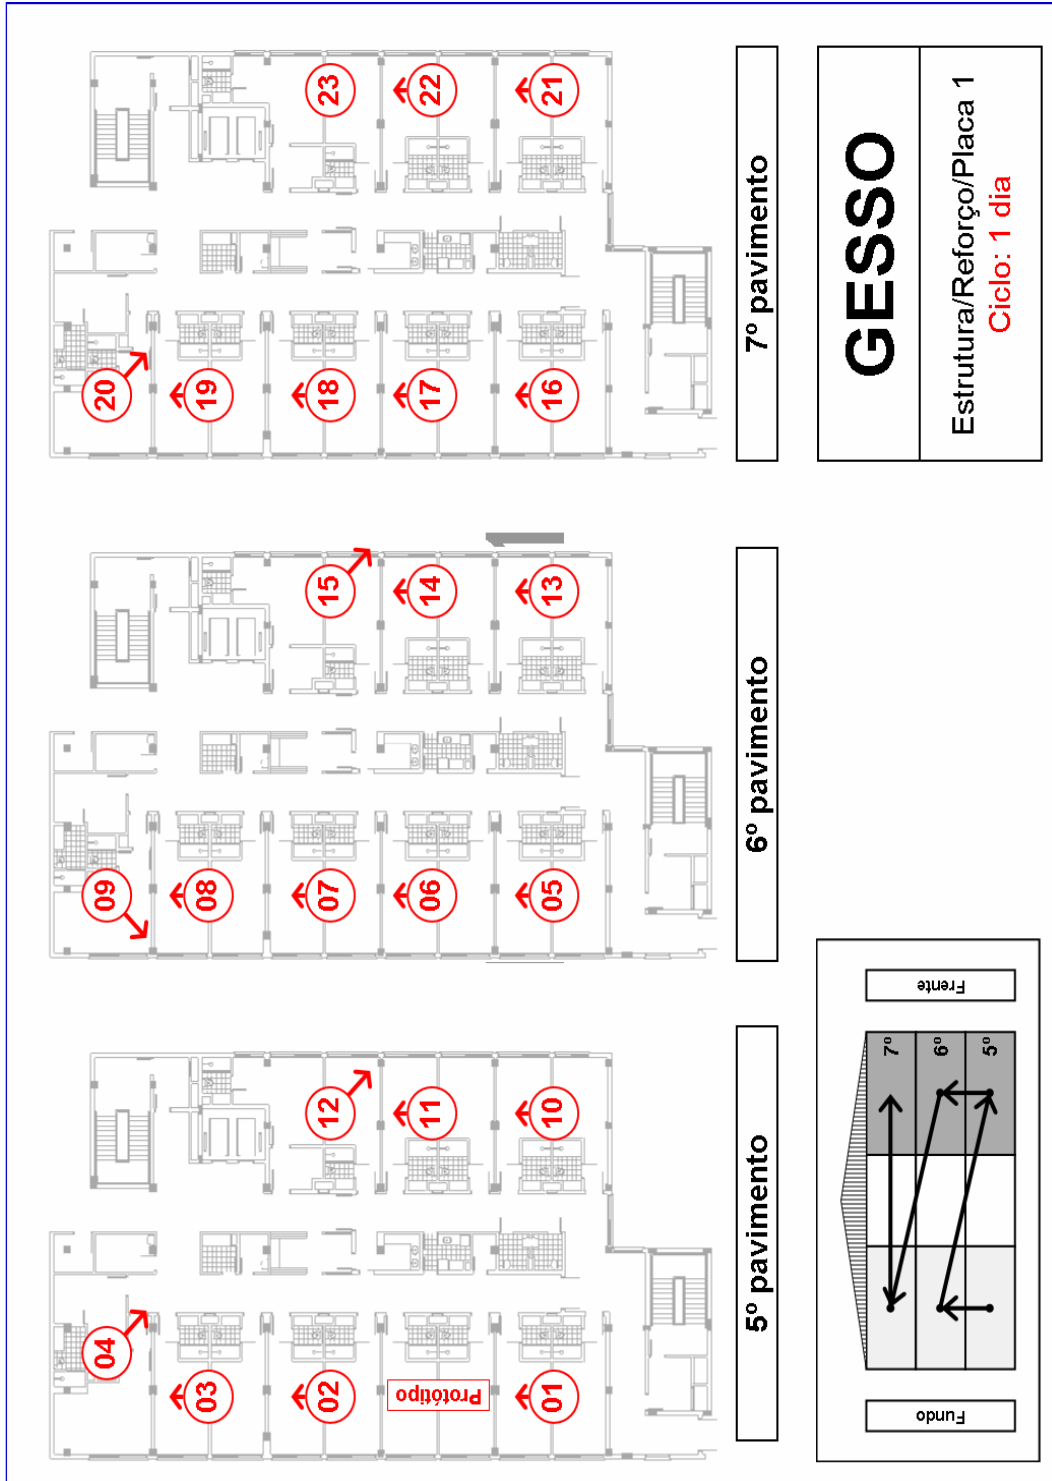 GESSO
Estrutura/Reforço/Placa 1
Ciclo: 1 dia
5º pavimento
01
Protótipo
02
03
04
10
11
12
6º pavimento
05
06
07
08
09
13
14
15
7º pavimento
16
17
18
19
20
21
22
23
Fundo
Frente
7º
6º
5º